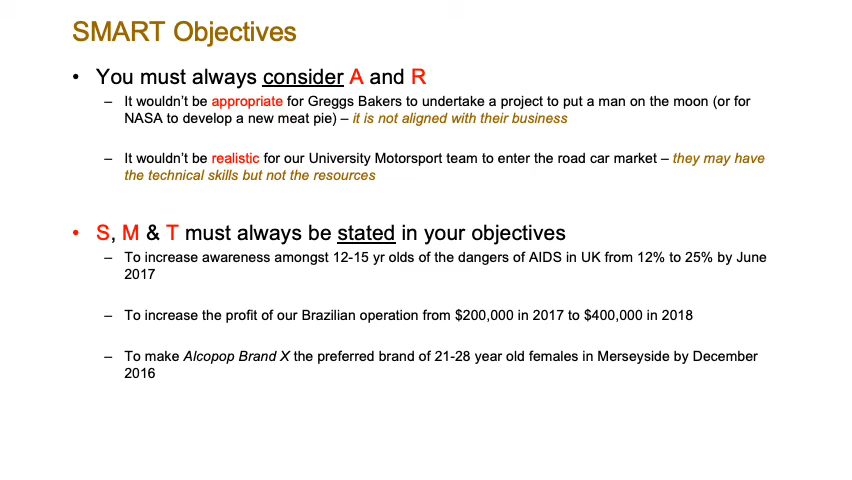 SMART Objectives
• You must always consider A and R
– It wouldn't be appropriate for Greggs Bakers to undertake a project to put a man on the moon (or for
NASA to develop a new meat pie) – it is not aligned with their business
– It wouldn't be realistic for our University Motorsport team to enter the road car market – they may have
the technical skills but not the resources
• S, M & T must always be stated in your objectives
– To increase awareness amongst 12-15 yr olds of the dangers of AIDS in UK from 12% to 25% by June
2017
– To increase the profit of our Brazilian operation from $200,000 in 2017 to $400,000 in 2018
– To make Alcopop Brand X the preferred brand of 21-28 year old females in Merseyside by December
2016